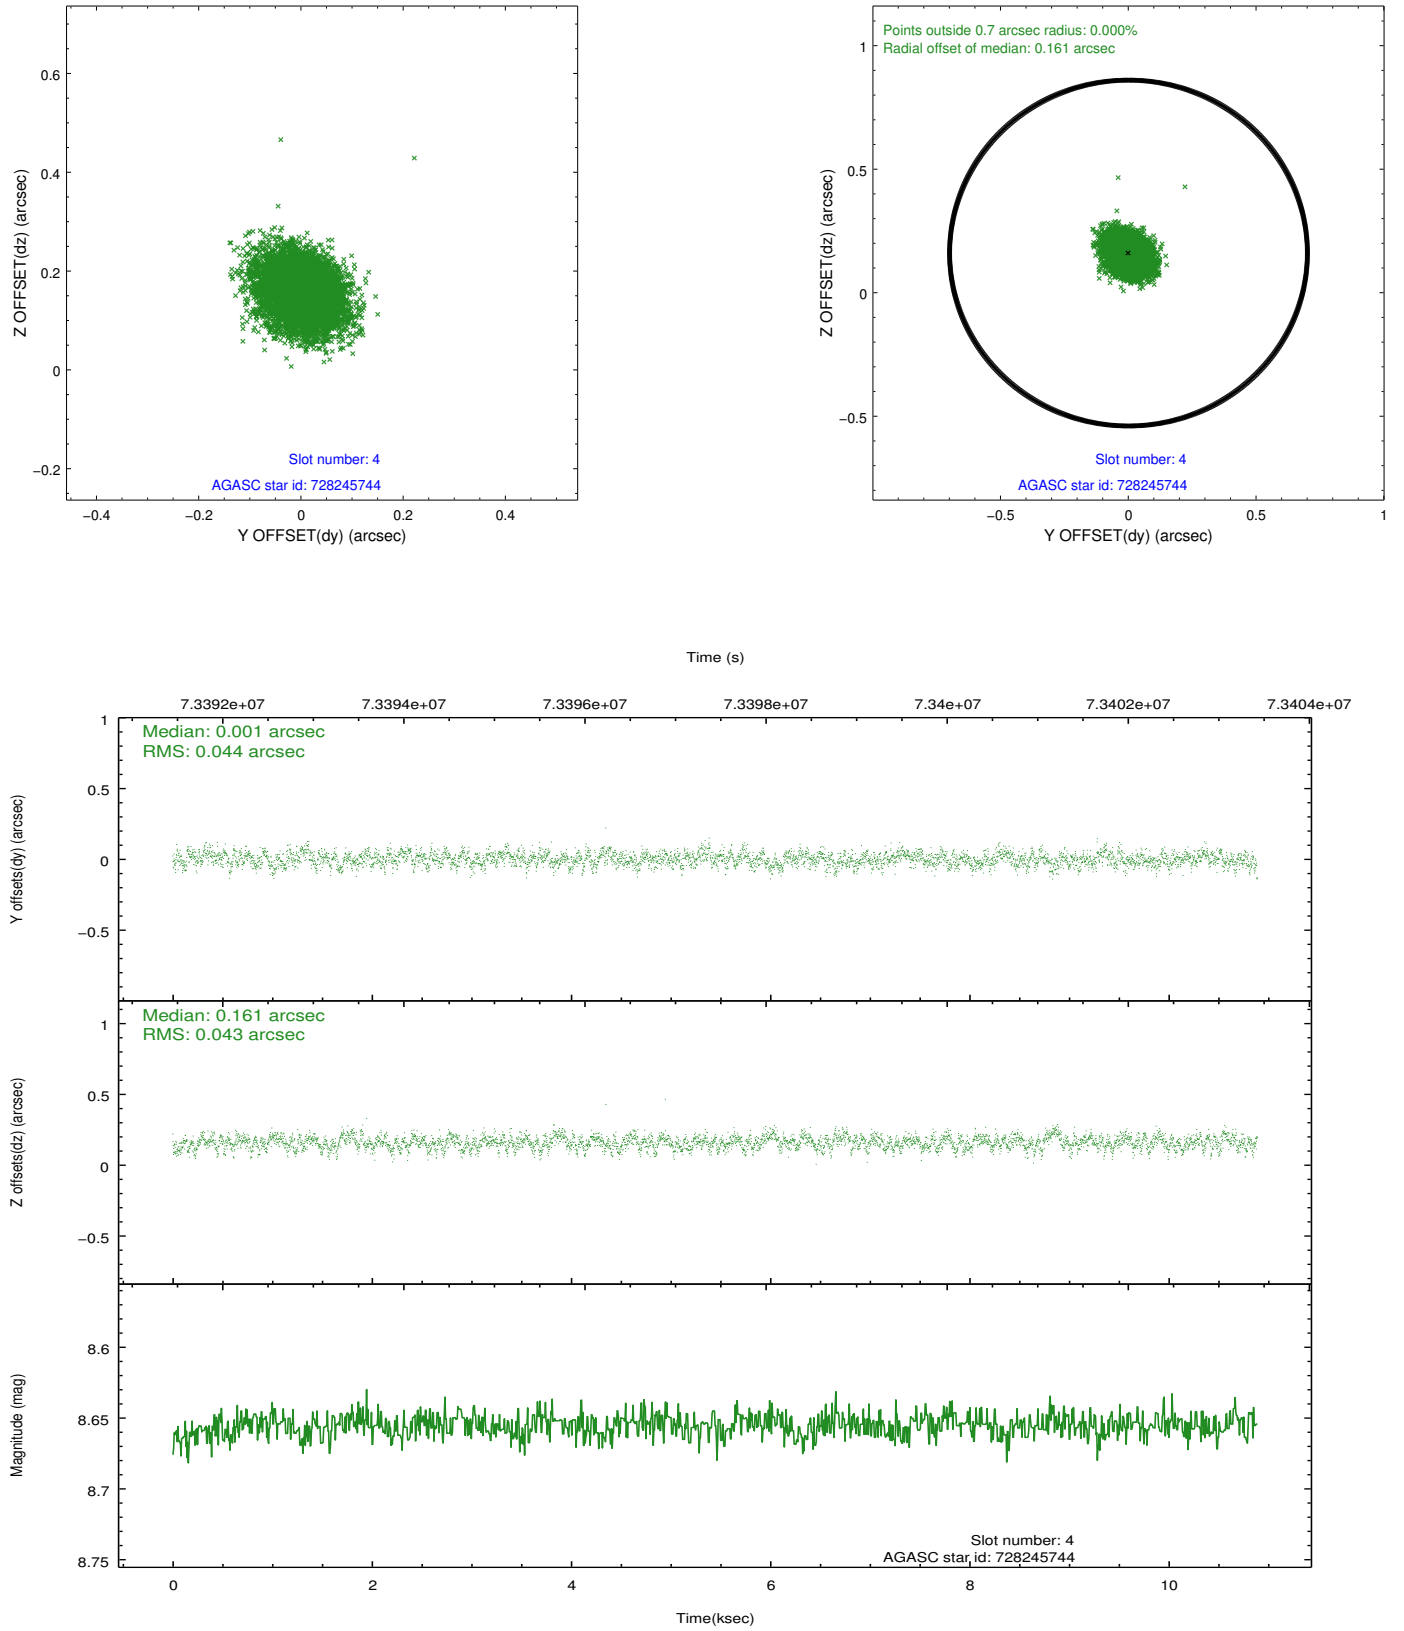 0.6
0.4
0.2
0
−0.2
−0.4
−0.2
0
0.2
0.4
Z OFFSET(dz) (arcsec)
Y OFFSET(dy) (arcsec)
Slot number: 4
AGASC star id: 728245744
Points outside 0.7 arcsec radius: 0.000%
Radial offset of median: 0.161 arcsec
1
0.5
0
−0.5
−0.5
0
0.5
1
Z OFFSET(dz) (arcsec)
Y OFFSET(dy) (arcsec)
Slot number: 4
AGASC star id: 728245744
Time (s)
7.3392e+07 7.3394e+07 7.3396e+07 7.3398e+07 7.34e+07 7.3402e+07 7.3404e+07
Median: 0.001 arcsec
RMS: 0.044 arcsec
1
0.5
0
−0.5
Y offsets(dy) (arcsec)
Median: 0.161 arcsec
RMS: 0.043 arcsec
1
0.5
0
−0.5
Z offsets(dz) (arcsec)
8.6
8.65
8.7
8.75
Magnitude (mag)
Slot number: 4
AGASC star id: 728245744
0 2 4 6 8 10
Time(ksec)